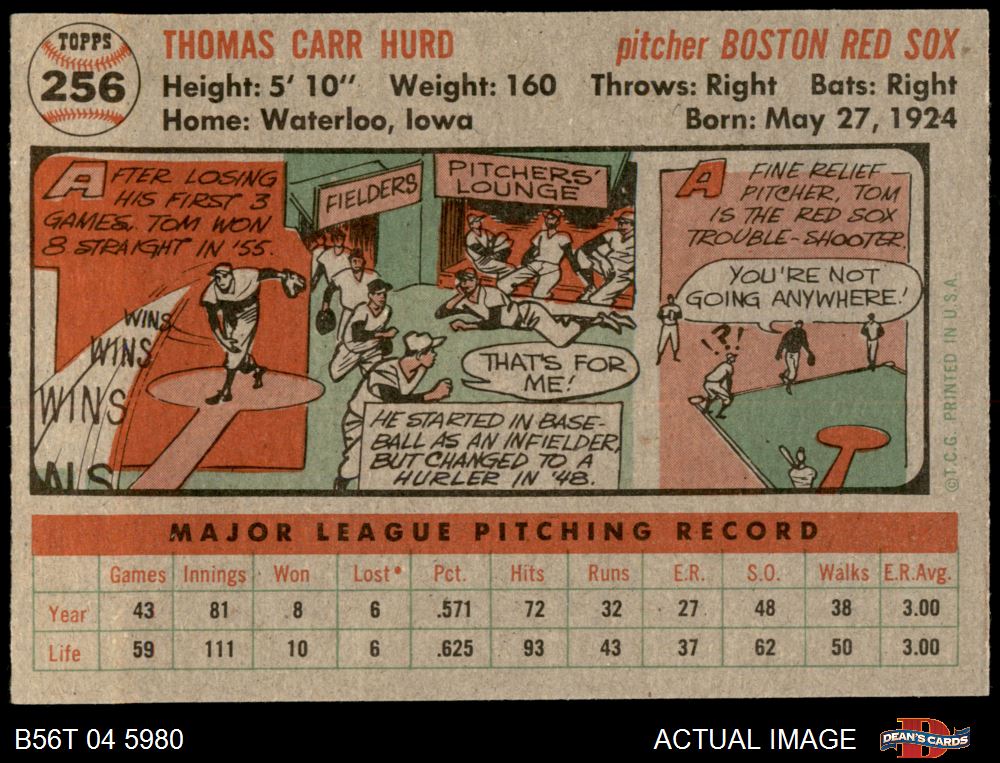 TOPPS
256
THOMAS CARR HURD
pitcher BOSTON RED SOX
Height: 5' 10" Weight: 160 Throws: Right Bats: Right
Home: Waterloo, Iowa Born: May 27, 1924
AFTER LOSING
HIS FIRST 3
GAMES, TOM WON
8 STRAIGHT IN '55.
WINS
WINS
WINS
WINS
FIELDERS
PITCHERS'
LOUNGE
THAT'S FOR
ME!
HE STARTED IN BASE-
BALL AS AN INFIELDER,
BUT CHANGED TO A
HURLER IN '48.
A FINE RELIEF
PITCHER, TOM
IS THE RED SOX
TROUBLE-SHOOTER.
YOU'RE NOT
GOING ANYWHERE!
?!
©T.C.G. PRINTED IN U.S.A.
MAJOR LEAGUE PITCHING RECORD
Games Innings Won Lost Pct. Hits Runs E.R. S.O. Walks E.R.Avg.
Year 43 81 8 6 .571 72 32 27 48 38 3.00
Life 59 111 10 6 .625 93 43 37 62 50 3.00
B56T 04 5980
ACTUAL IMAGE
D
DEAN'S CARDS